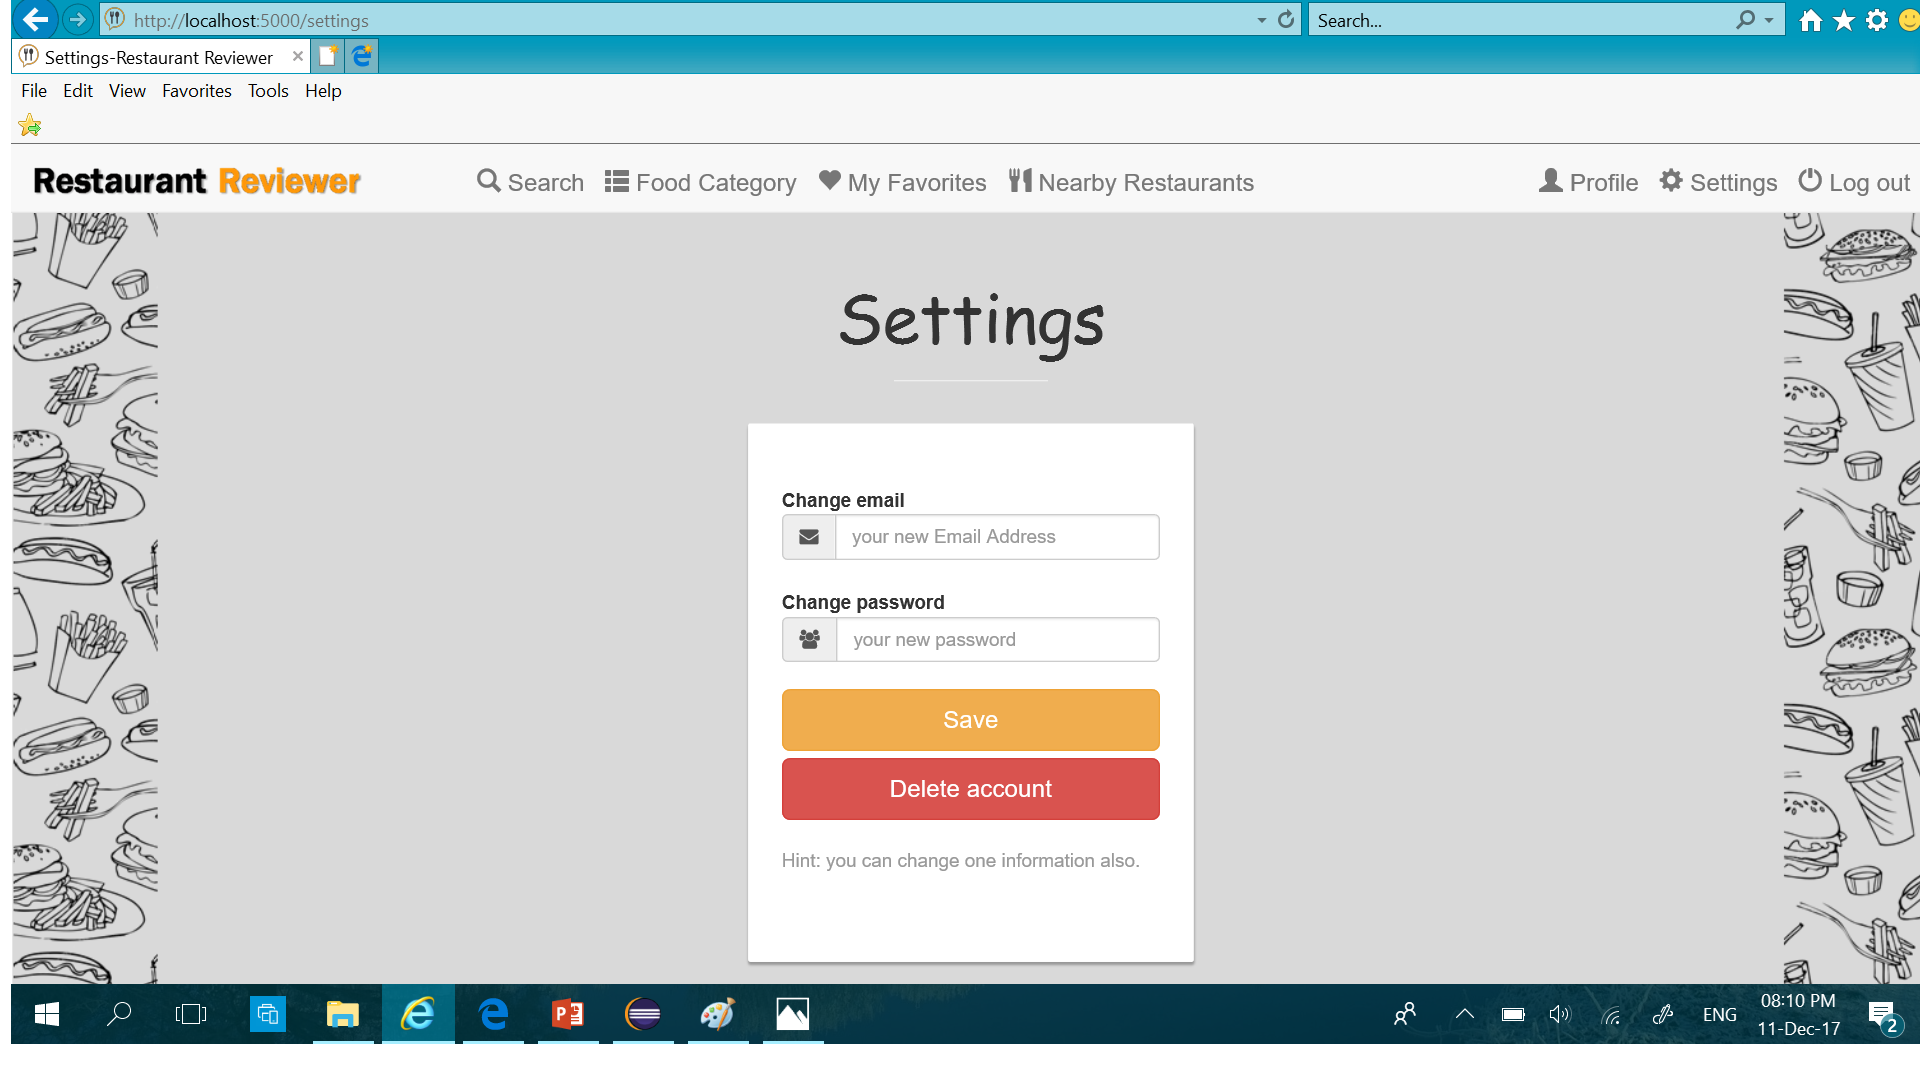 http://localhost:5000/settings
Search...
Settings-Restaurant Reviewer
File Edit View Favorites Tools Help
Restaurant Reviewer Search Food Category My Favorites Nearby Restaurants Profile Settings Log out
Settings
Change email
your new Email Address
Change password
your new password
Save
Delete account
Hint: you can change one information also.
ENG
08:10 PM
11-Dec-17
2